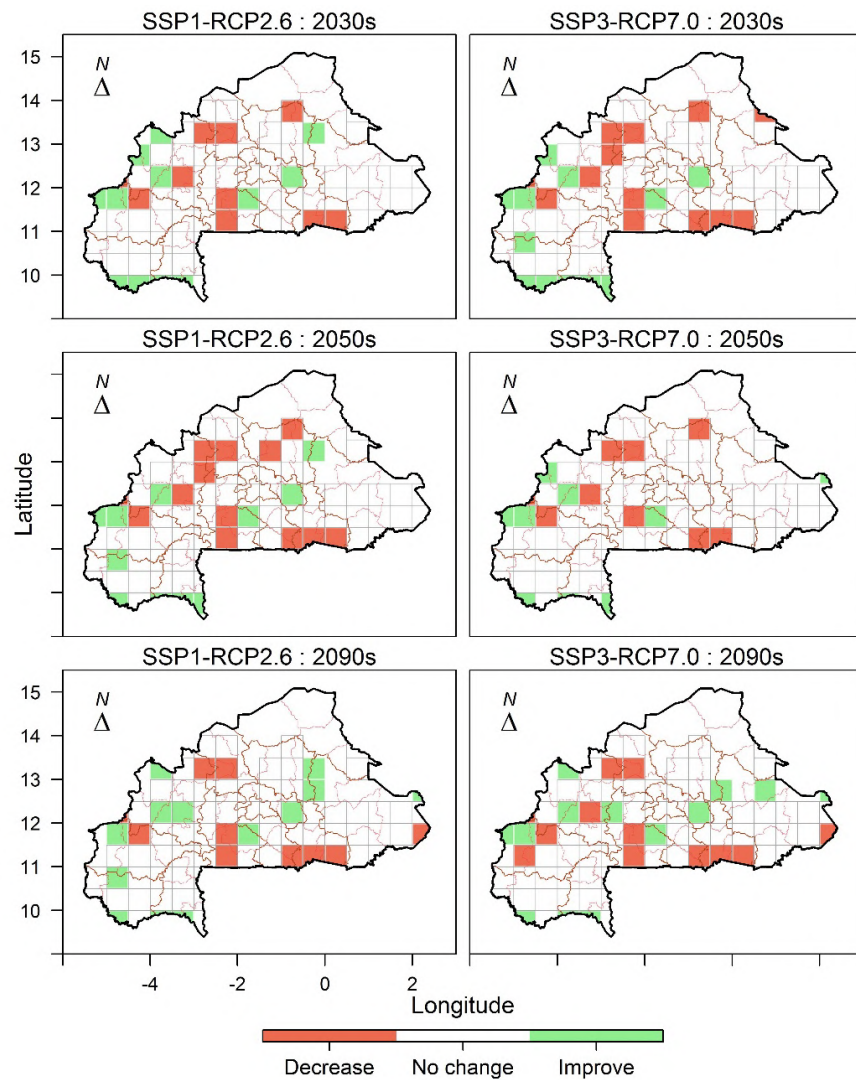 SSP1-RCP2.6 : 2030s
SSP3-RCP7.0 : 2030s
N
Δ
N
Δ
15
14
13
12
11
10
SSP1-RCP2.6 : 2050s
SSP3-RCP7.0 : 2050s
N
Δ
N
Δ
Latitude
SSP1-RCP2.6 : 2090s
SSP3-RCP7.0 : 2090s
N
Δ
N
Δ
15
14
13
12
11
10
-4
-2
0
2
Longitude
Decrease
No change
Improve